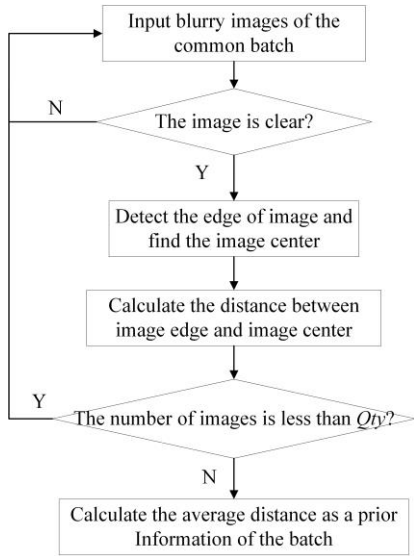 Input blurry images of the
common batch
N
The image is clear?
Y
Detect the edge of image and
find the image center
Calculate the distance between
image edge and image center
Y
The number of images is less than Qty?
N
Calculate the average distance as a prior
Information of the batch